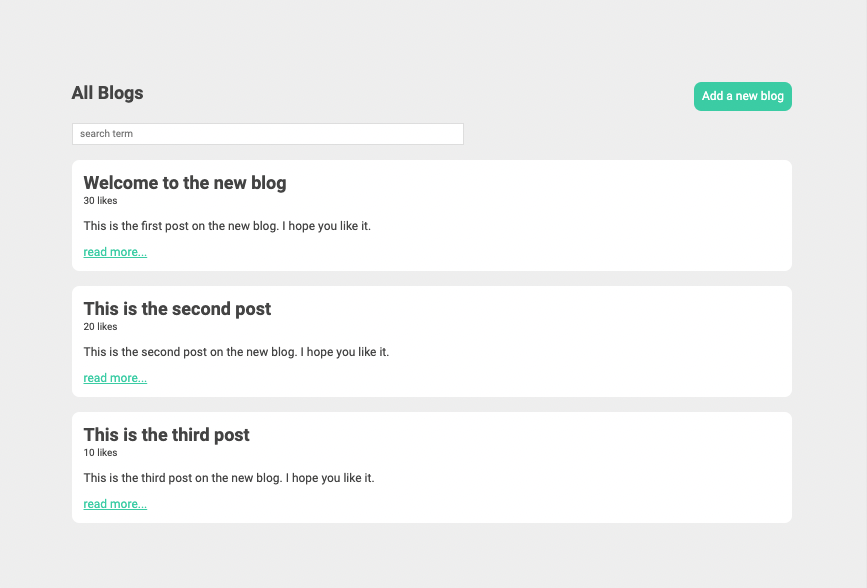 All Blogs
Add a new blog
search term
Welcome to the new blog
30 likes
This is the first post on the new blog. I hope you like it.
read more...
This is the second post
20 likes
This is the second post on the new blog. I hope you like it.
read more...
This is the third post
10 likes
This is the third post on the new blog. I hope you like it.
read more...